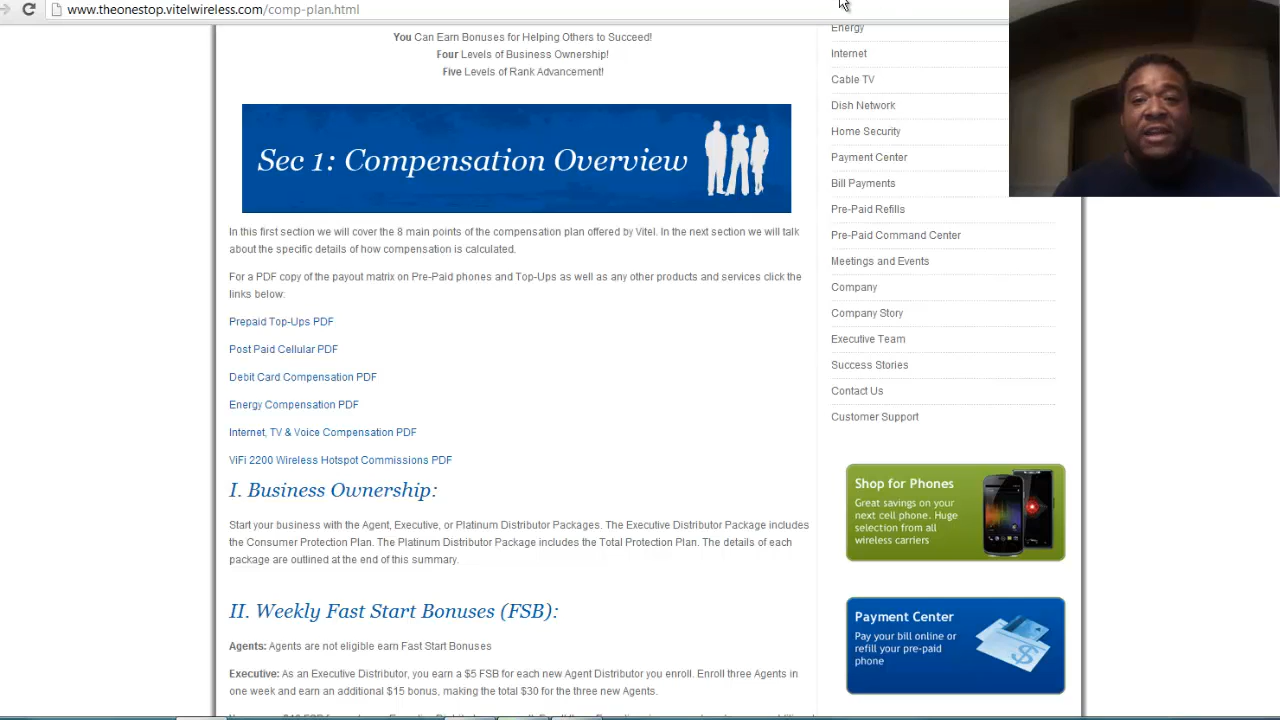 www.theonestop.vitelwireless.com/comp-plan.html
You Can Earn Bonuses for Helping Others to Succeed!
Four Levels of Business Ownership!
Five Levels of Rank Advancement!
Sec 1: Compensation Overview
In this first section we will cover the 8 main points of the compensation plan offered by Vitel. In the next section we will talk
about the specific details of how compensation is calculated.
For a PDF copy of the payout matrix on Pre-Paid phones and Top-Ups as well as any other products and services click the
links below:
Prepaid Top-Ups PDF
Post Paid Cellular PDF
Debit Card Compensation PDF
Energy Compensation PDF
Internet, TV & Voice Compensation PDF
ViFi 2200 Wireless Hotspot Commissions PDF
I. Business Ownership:
Start your business with the Agent, Executive, or Platinum Distributor Packages. The Executive Distributor Package includes
the Consumer Protection Plan. The Platinum Distributor Package includes the Total Protection Plan. The details of each
package are outlined at the end of this summary.
II. Weekly Fast Start Bonuses (FSB):
Agents: Agents are not eligible earn Fast Start Bonuses
Executive: As an Executive Distributor, you earn a $5 FSB for each new Agent Distributor you enroll. Enroll three Agents in
one week and earn an additional $15 bonus, making the total $30 for the three new Agents.
Energy
Internet
Cable TV
Dish Network
Home Security
Payment Center
Bill Payments
Pre-Paid Refills
Pre-Paid Command Center
Meetings and Events
Company
Company Story
Executive Team
Success Stories
Contact Us
Customer Support
Shop for Phones
Great savings on your
next cell phone. Huge
selection from all
wireless carriers
Payment Center
Pay your bill online or
refill your pre-paid
phone